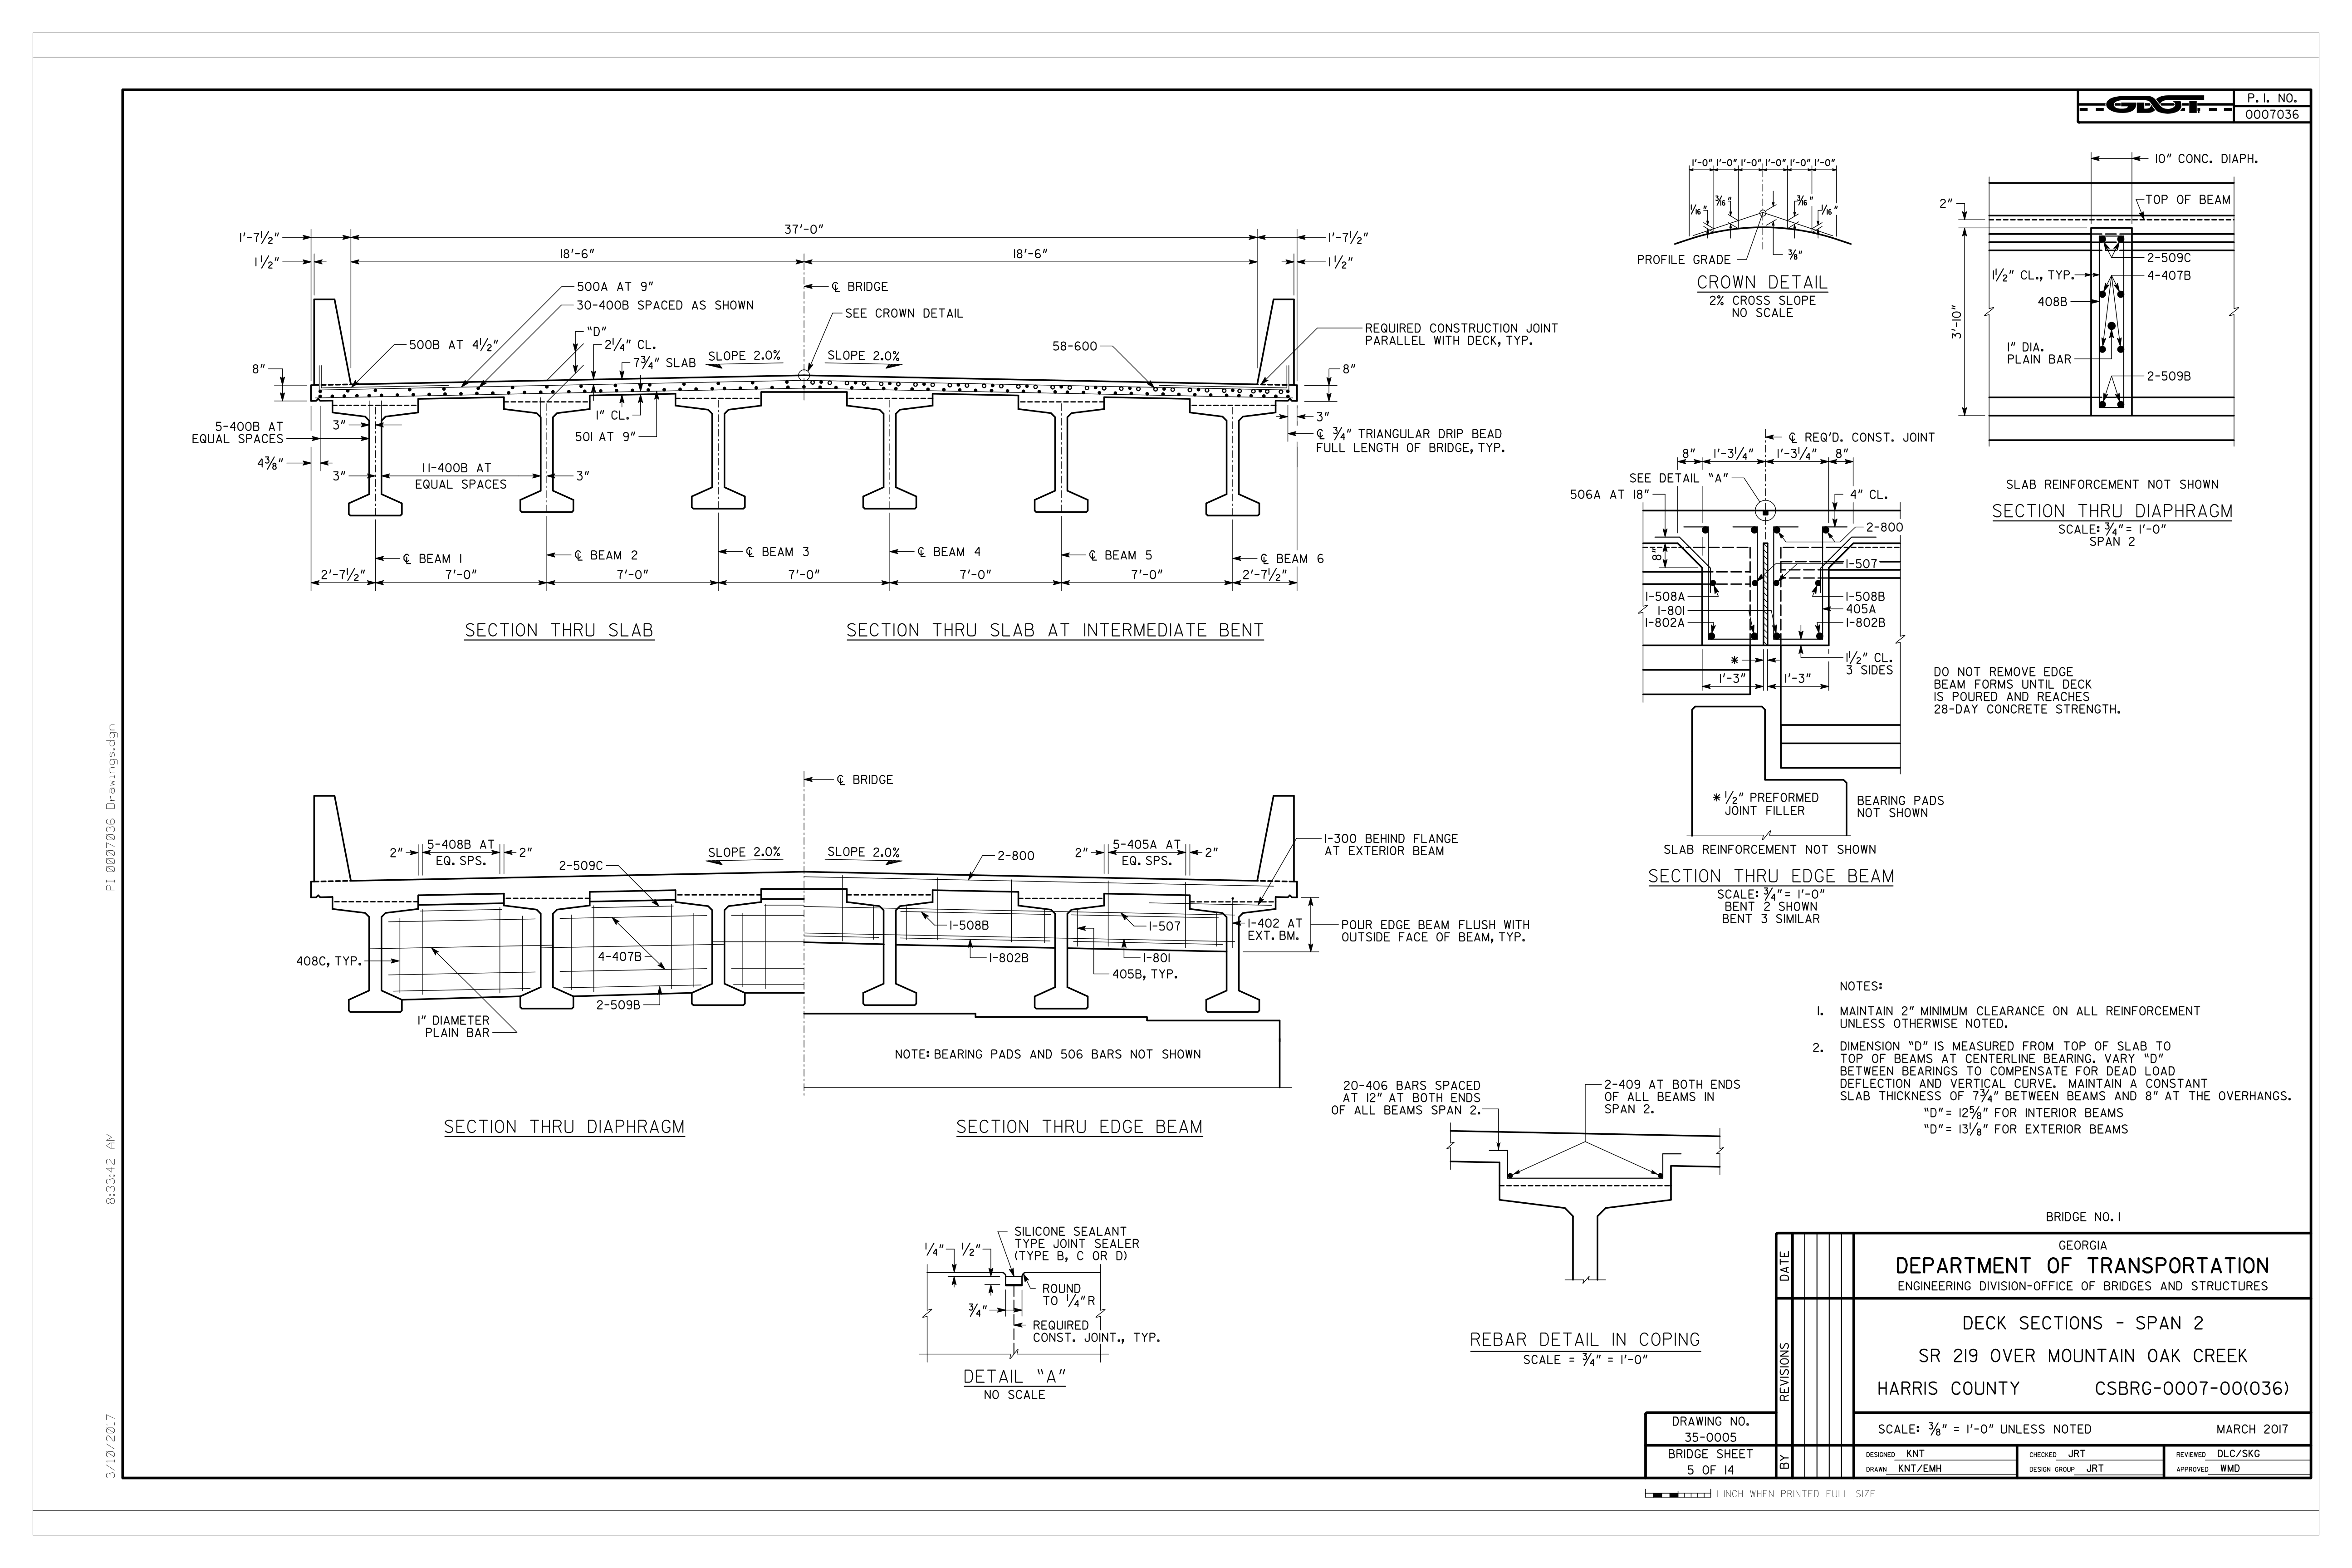 GDOT
P. I. NO.
0007036
37'-0"
1'-7½"
1'-7½"
18'-6"
18'-6"
1½"
1½"
500A AT 9"
30-400B SPACED AS SHOWN
℄ BRIDGE
SEE CROWN DETAIL
"D"
2¼" CL.
7¾" SLAB
500B AT 4½"
SLOPE 2.0%
SLOPE 2.0%
58-600
REQUIRED CONSTRUCTION JOINT
PARALLEL WITH DECK, TYP.
8"
8"
5-400B AT
EQUAL SPACES
3"
1" CL.
501 AT 9"
3"
℄ ¾" TRIANGULAR DRIP BEAD
FULL LENGTH OF BRIDGE, TYP.
4⅜"
3"
11-400B AT
EQUAL SPACES
3"
℄ BEAM 1
℄ BEAM 2
℄ BEAM 3
℄ BEAM 4
℄ BEAM 5
℄ BEAM 6
2'-7½"
7'-0"
7'-0"
7'-0"
7'-0"
7'-0"
2'-7½"
SECTION THRU SLAB
SECTION THRU SLAB AT INTERMEDIATE BENT
1'-0" 1'-0" 1'-0" 1'-0" 1'-0" 1'-0"
1/16"
3/16"
3/16"
1/16"
PROFILE GRADE
⅜"
CROWN DETAIL
2% CROSS SLOPE
NO SCALE
10" CONC. DIAPH.
2"
TOP OF BEAM
2-509C
1½" CL., TYP.
4-407B
408B
3'-10"
1" DIA.
PLAIN BAR
2-509B
SLAB REINFORCEMENT NOT SHOWN
SECTION THRU DIAPHRAGM
SCALE: ¾" = 1'-0"
SPAN 2
℄ REQ'D. CONST. JOINT
8"
1'-3¼"
1'-3¼"
8"
SEE DETAIL "A"
506A AT 18"
4" CL.
2-800
8"
1-507
1-508A
1-508B
1-801
405A
1-802A
1-802B
*
1½" CL.
3 SIDES
1'-3"
1'-3"
DO NOT REMOVE EDGE
BEAM FORMS UNTIL DECK
IS POURED AND REACHES
28-DAY CONCRETE STRENGTH.
* ½" PREFORMED
JOINT FILLER
BEARING PADS
NOT SHOWN
SLAB REINFORCEMENT NOT SHOWN
SECTION THRU EDGE BEAM
SCALE: ¾" = 1'-0"
BENT 2 SHOWN
BENT 3 SIMILAR
℄ BRIDGE
5-408B AT
EQ. SPS.
2"
2"
2-509C
SLOPE 2.0%
SLOPE 2.0%
2-800
5-405A AT
EQ. SPS.
2"
2"
1-300 BEHIND FLANGE
AT EXTERIOR BEAM
1-508B
1-507
1-402 AT
EXT. BM.
POUR EDGE BEAM FLUSH WITH
OUTSIDE FACE OF BEAM, TYP.
408C, TYP.
4-407B
1-802B
1-801
405B, TYP.
2-509B
1" DIAMETER
PLAIN BAR
NOTE: BEARING PADS AND 506 BARS NOT SHOWN
SECTION THRU DIAPHRAGM
SECTION THRU EDGE BEAM
NOTES:
1. MAINTAIN 2" MINIMUM CLEARANCE ON ALL REINFORCEMENT
UNLESS OTHERWISE NOTED.
2. DIMENSION "D" IS MEASURED FROM TOP OF SLAB TO
TOP OF BEAMS AT CENTERLINE BEARING. VARY "D"
BETWEEN BEARINGS TO COMPENSATE FOR DEAD LOAD
DEFLECTION AND VERTICAL CURVE. MAINTAIN A CONSTANT
SLAB THICKNESS OF 7¾" BETWEEN BEAMS AND 8" AT THE OVERHANGS.
"D" = 12⅝" FOR INTERIOR BEAMS
"D" = 13⅛" FOR EXTERIOR BEAMS
20-406 BARS SPACED
AT 12" AT BOTH ENDS
OF ALL BEAMS SPAN 2.
2-409 AT BOTH ENDS
OF ALL BEAMS IN
SPAN 2.
REBAR DETAIL IN COPING
SCALE = ¾" = 1'-0"
SILICONE SEALANT
TYPE JOINT SEALER
(TYPE B, C OR D)
¼"
½"
ROUND
TO ¼"R
¾"
REQUIRED
CONST. JOINT., TYP.
DETAIL "A"
NO SCALE
BRIDGE NO. 1
GEORGIA
DEPARTMENT OF TRANSPORTATION
ENGINEERING DIVISION-OFFICE OF BRIDGES AND STRUCTURES
DECK SECTIONS - SPAN 2
SR 219 OVER MOUNTAIN OAK CREEK
HARRIS COUNTY CSBRG-0007-00(036)
SCALE: ⅜" = 1'-0" UNLESS NOTED MARCH 2017
DESIGNED KNT
CHECKED JRT
REVIEWED DLC/SKG
DRAWN KNT/EMH
DESIGN GROUP JRT
APPROVED WMD
DATE
REVISIONS
BY
DRAWING NO.
35-0005
BRIDGE SHEET
5 OF 14
1 INCH WHEN PRINTED FULL SIZE
PI 0007036 Drawings.dgn
8:33:42 AM
3/10/2017